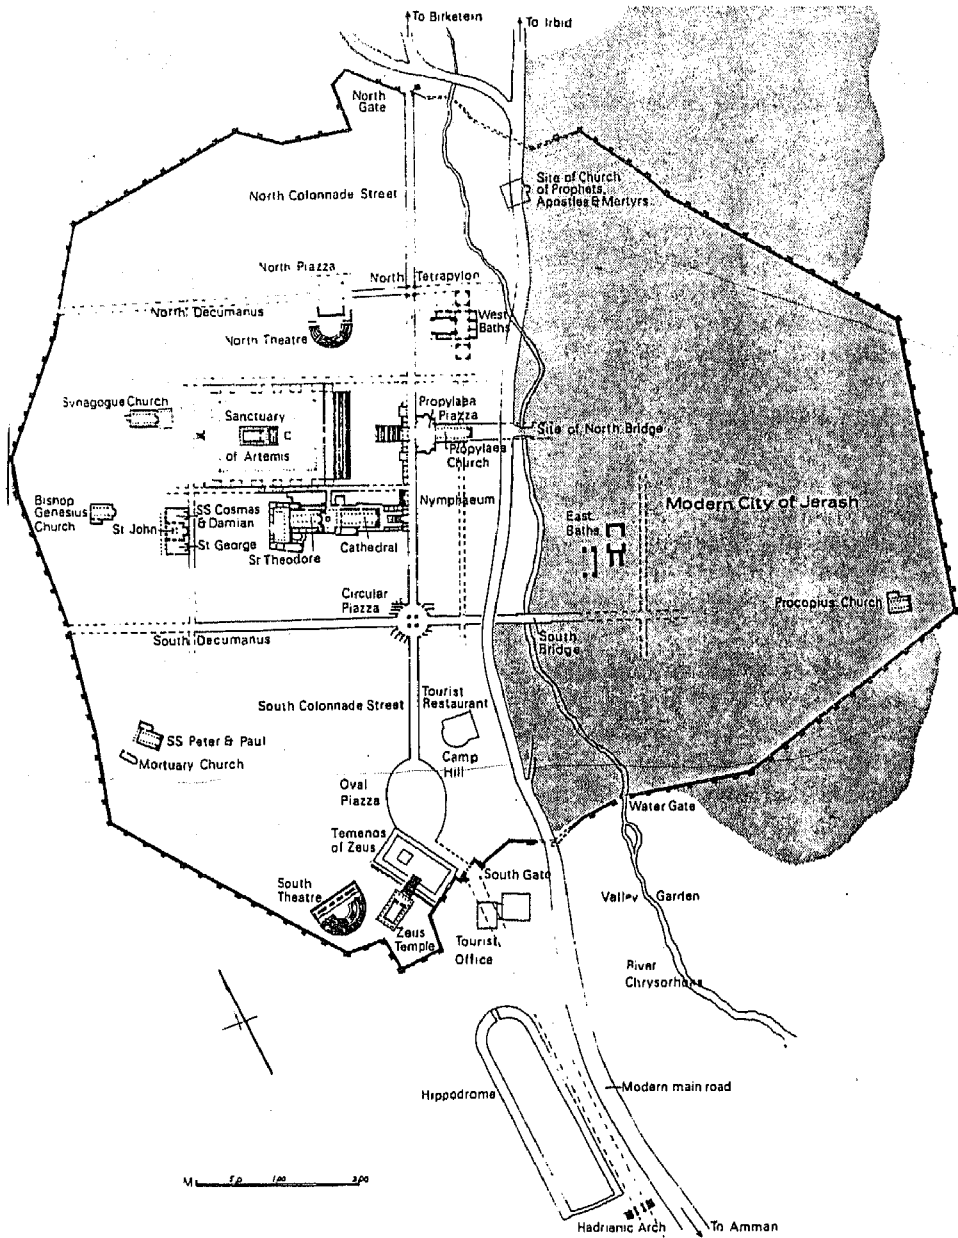 To Birketein
To Irbid
North
Gate
North Colonnade Street
Site of Church
of Prophets,
Apostles & Martyrs
North Piazza
North Tetrapylon
North Decumanus
North Theatre
West
Baths
Synagogue Church
Sanctuary
of Artemis
C
Propylaea
Piazza
Propylaea
Church
Site of North Bridge
Nymphaeum
Modern City of Jerash
Bishop
Genesius
Church
SS Cosmas
& Damian
St John
St George
St Theodore
Cathedral
East
Baths
Circular
Piazza
Procopius Church
South Decumanus
South
Bridge
South Colonnade Street
Tourist
Restaurant
SS Peter & Paul
Mortuary Church
Camp
Hill
Oval
Piazza
Water Gate
Temenos
of Zeus
South Gate
South
Theatre
Valley Garden
Zeus
Temple
Tourist
Office
River
Chrysorhoas
Hippodrome
Modern main road
M 50 100 200
Hadrianic Arch
To Amman